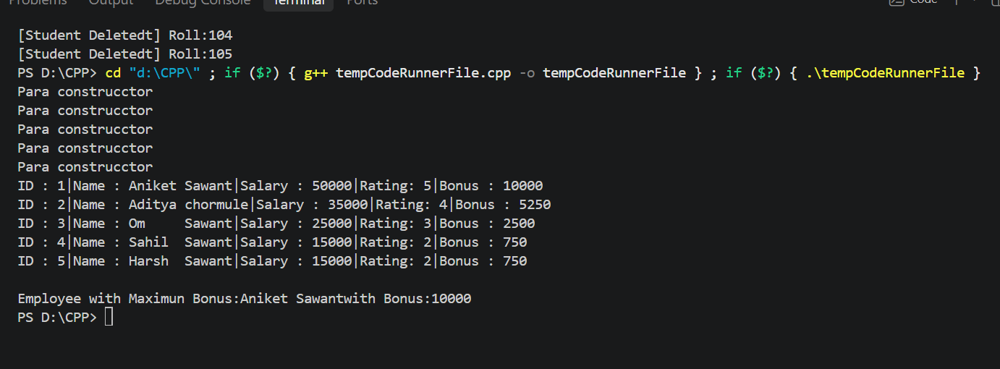 Problems Output Debug Console Terminal Ports Code
[Student Deletedt] Roll:104
[Student Deletedt] Roll:105
PS D:\CPP> cd "d:\CPP\" ; if ($?) { g++ tempCodeRunnerFile.cpp -o tempCodeRunnerFile } ; if ($?) { .\tempCodeRunnerFile }
Para construcctor
Para construcctor
Para construcctor
Para construcctor
Para construcctor
ID : 1|Name : Aniket Sawant|Salary : 50000|Rating: 5|Bonus : 10000
ID : 2|Name : Aditya chormule|Salary : 35000|Rating: 4|Bonus : 5250
ID : 3|Name : Om     Sawant|Salary : 25000|Rating: 3|Bonus : 2500
ID : 4|Name : Sahil  Sawant|Salary : 15000|Rating: 2|Bonus : 750
ID : 5|Name : Harsh  Sawant|Salary : 15000|Rating: 2|Bonus : 750
Employee with Maximun Bonus:Aniket Sawantwith Bonus:10000
PS D:\CPP>